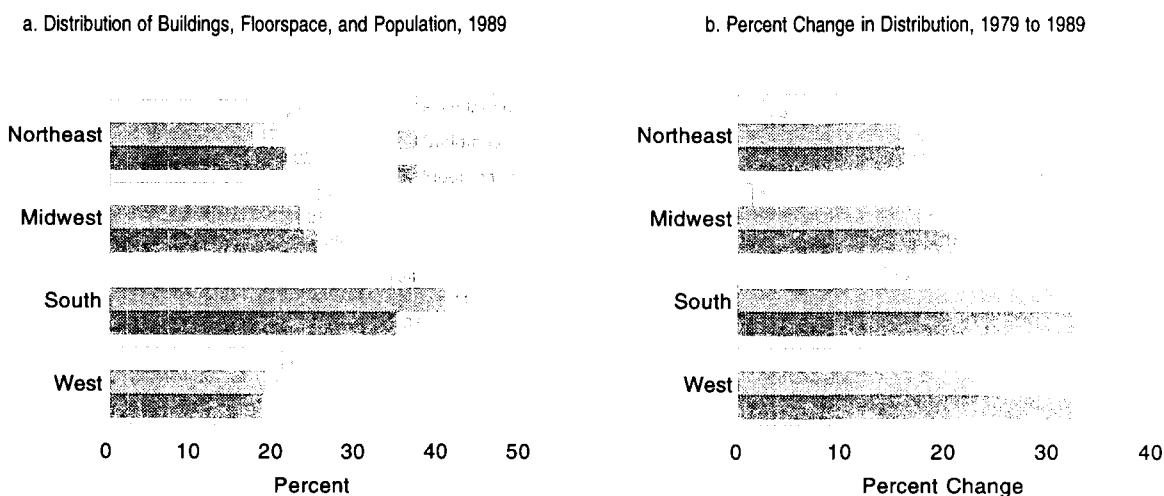 a. Distribution of Buildings, Floorspace, and Population, 1989
Northeast
Midwest
South
West
0 10 20 30 40 50
Percent
b. Percent Change in Distribution, 1979 to 1989
Northeast
Midwest
South
West
0 10 20 30 40
Percent Change